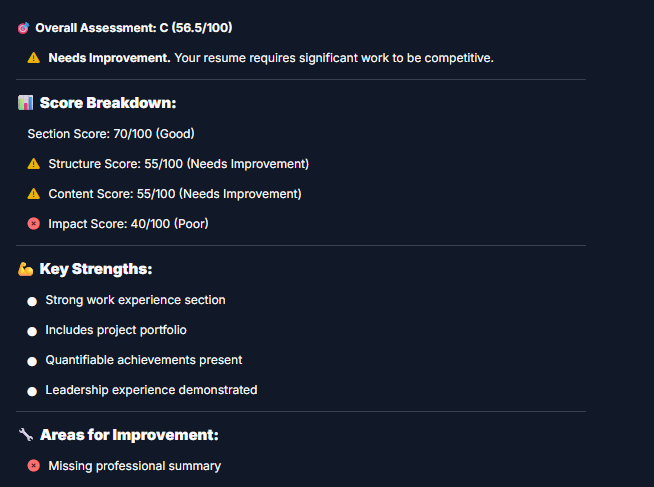 🎯 Overall Assessment: C (56.5/100)
⚠️ Needs Improvement. Your resume requires significant work to be competitive.
📊 Score Breakdown:
Section Score: 70/100 (Good)
⚠️ Structure Score: 55/100 (Needs Improvement)
⚠️ Content Score: 55/100 (Needs Improvement)
Impact Score: 40/100 (Poor)
💪 Key Strengths:
Strong work experience section
Includes project portfolio
Quantifiable achievements present
Leadership experience demonstrated
🔧 Areas for Improvement:
Missing professional summary